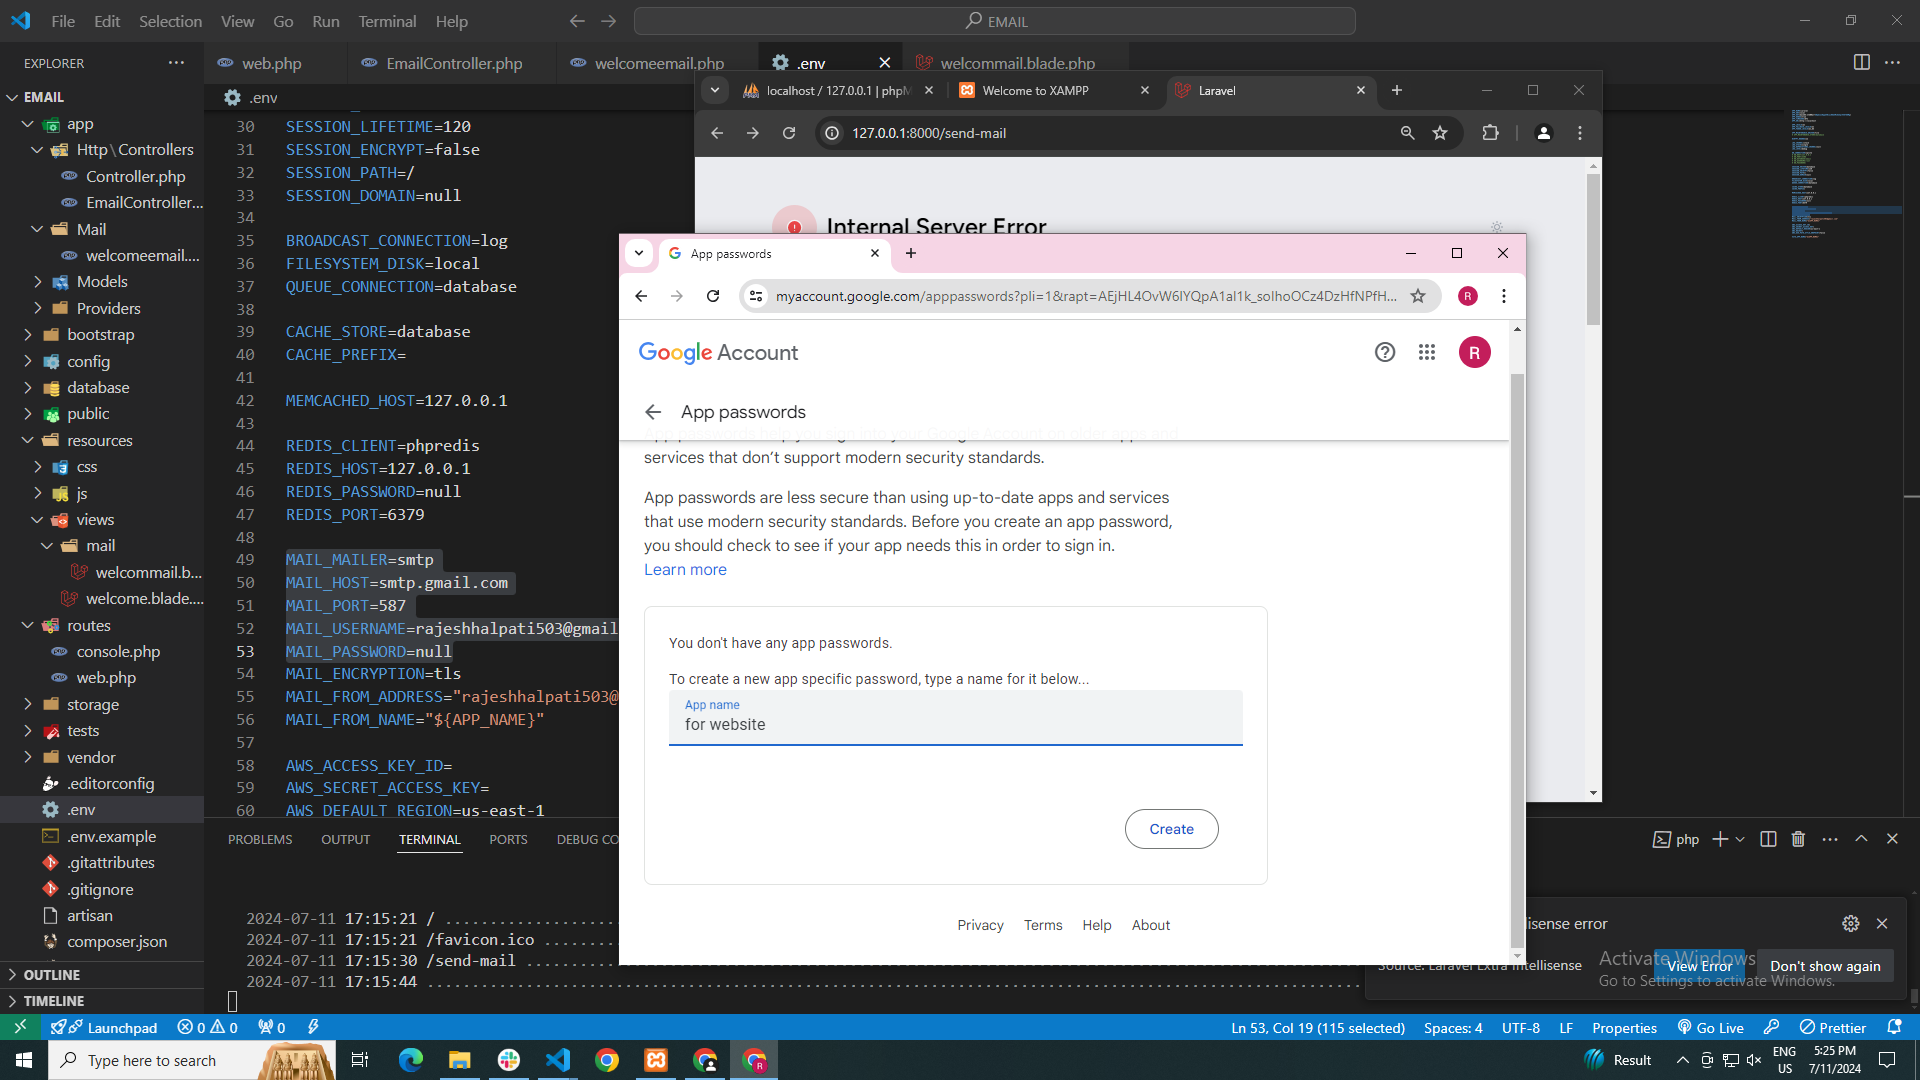 File Edit Selection View Go Run Terminal Help
EMAIL
EXPLORER
web.php
EmailController.php
welcomeemail.php
.env
welcommail.blade.php
EMAIL
app
Http\Controllers
Controller.php
EmailController...
Mail
welcomeemail....
Models
Providers
bootstrap
config
database
public
resources
css
js
views
mail
welcommail.b...
welcome.blade....
routes
console.php
web.php
storage
tests
vendor
.editorconfig
.env
.env.example
.gitattributes
.gitignore
artisan
composer.json
OUTLINE
TIMELINE
.env
30 SESSION_LIFETIME=120
31 SESSION_ENCRYPT=false
32 SESSION_PATH=/
33 SESSION_DOMAIN=null
34
35 BROADCAST_CONNECTION=log
36 FILESYSTEM_DISK=local
37 QUEUE_CONNECTION=database
38
39 CACHE_STORE=database
40 CACHE_PREFIX=
41
42 MEMCACHED_HOST=127.0.0.1
43
44 REDIS_CLIENT=phpredis
45 REDIS_HOST=127.0.0.1
46 REDIS_PASSWORD=null
47 REDIS_PORT=6379
48
49 MAIL_MAILER=smtp
50 MAIL_HOST=smtp.gmail.com
51 MAIL_PORT=587
52 MAIL_USERNAME=rajeshhalpati503@gmail
53 MAIL_PASSWORD=null
54 MAIL_ENCRYPTION=tls
55 MAIL_FROM_ADDRESS="rajeshhalpati503@
56 MAIL_FROM_NAME="${APP_NAME}"
57
58 AWS_ACCESS_KEY_ID=
59 AWS_SECRET_ACCESS_KEY=
60 AWS_DEFAULT_REGION=us-east-1
localhost / 127.0.0.1 | phpM
Welcome to XAMPP
Laravel
127.0.0.1:8000/send-mail
Internal Server Error
App passwords
myaccount.google.com/apppasswords?pli=1&rapt=AEjHL4OvW6lYQpA1al1k_solhoOCz4DzHfNPfH...
R
Google Account
R
App passwords
App passwords help you sign into your Google Account on older apps and
services that don’t support modern security standards.
App passwords are less secure than using up-to-date apps and services
that use modern security standards. Before you create an app password,
you should check to see if your app needs this in order to sign in.
Learn more
You don't have any app passwords.
To create a new app specific password, type a name for it below...
App name
for website
Create
Privacy Terms Help About
PROBLEMS OUTPUT TERMINAL PORTS DEBUG CO
php
2024-07-11 17:15:21 / ....................
2024-07-11 17:15:21 /favicon.ico .........
2024-07-11 17:15:30 /send-mail ...........
2024-07-11 17:15:44 ......................
lisense error
Source: Laravel Extra Intellisense
View Error
Don't show again
Activate Windows
Go to Settings to activate Windows.
Launchpad 0 0 0
Ln 53, Col 19 (115 selected) Spaces: 4 UTF-8 LF Properties Go Live Prettier
Type here to search
R
Result
ENG
US
5:25 PM
7/11/2024